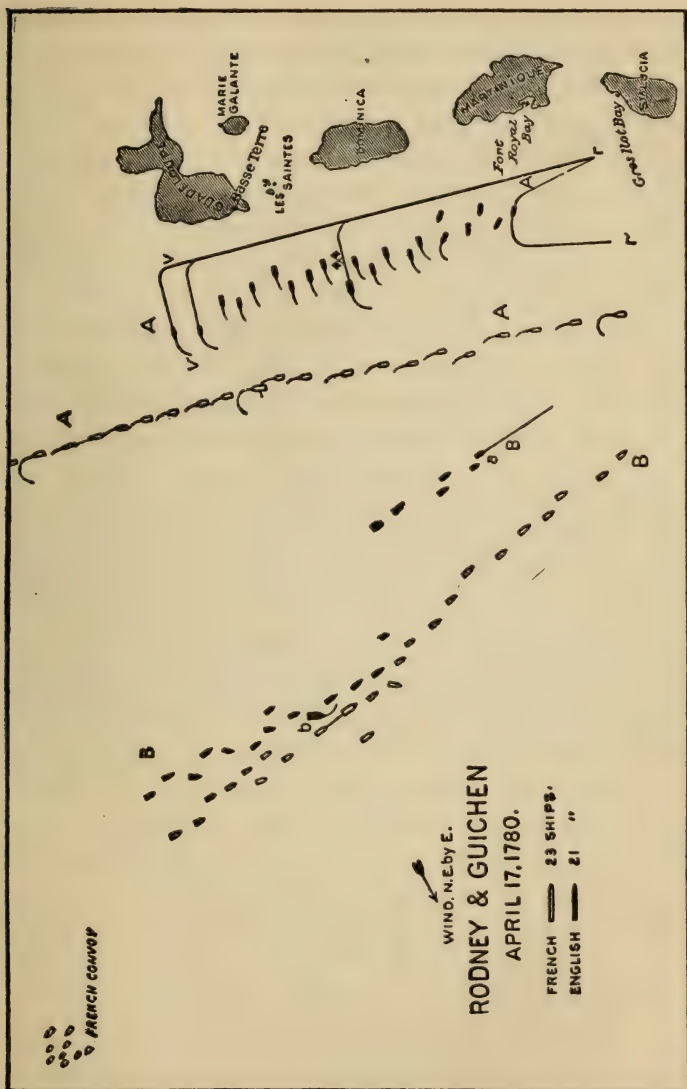 GUADELOUPE
MARIE
GALANTE
Basse Terre
LES
SAINTES
DOMINICA
MARTINIQUE
Fort
Royal
Bay
Gros Ilot Bay
ST LUCIA
V
V'
A
A
r
r'
A
A
B
a
B
B
b
FRENCH CONVOY
WIND. N.E. by E.
RODNEY & GUICHEN
APRIL 17, 1780.
FRENCH 23 SHIPS.
ENGLISH 21 "